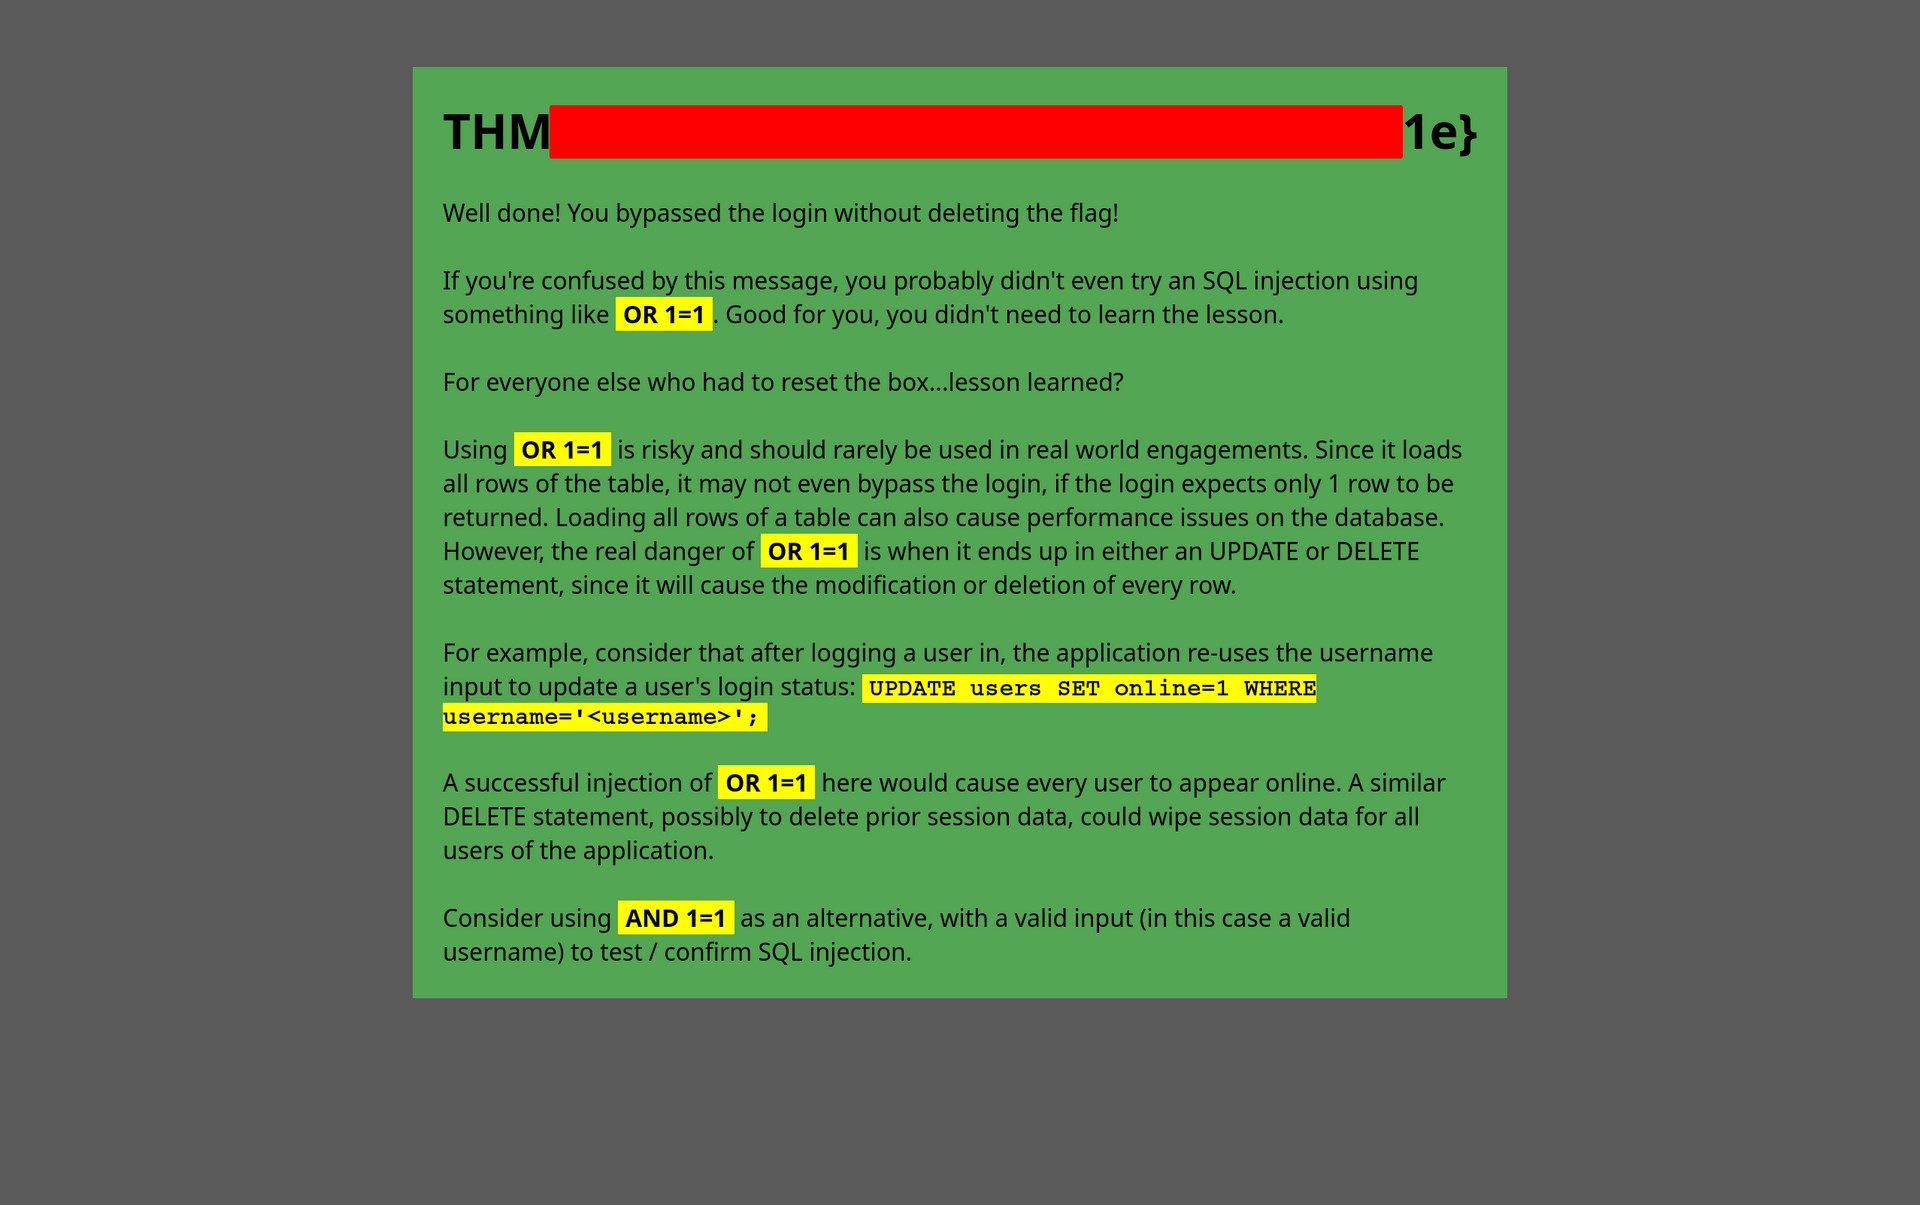 THM 1e}
Well done! You bypassed the login without deleting the flag!
If you're confused by this message, you probably didn't even try an SQL injection using
something like OR 1=1. Good for you, you didn't need to learn the lesson.
For everyone else who had to reset the box...lesson learned?
Using OR 1=1 is risky and should rarely be used in real world engagements. Since it loads
all rows of the table, it may not even bypass the login, if the login expects only 1 row to be
returned. Loading all rows of a table can also cause performance issues on the database.
However, the real danger of OR 1=1 is when it ends up in either an UPDATE or DELETE
statement, since it will cause the modification or deletion of every row.
For example, consider that after logging a user in, the application re-uses the username
input to update a user's login status: UPDATE users SET online=1 WHERE
username='<username>';
A successful injection of OR 1=1 here would cause every user to appear online. A similar
DELETE statement, possibly to delete prior session data, could wipe session data for all
users of the application.
Consider using AND 1=1 as an alternative, with a valid input (in this case a valid
username) to test / confirm SQL injection.